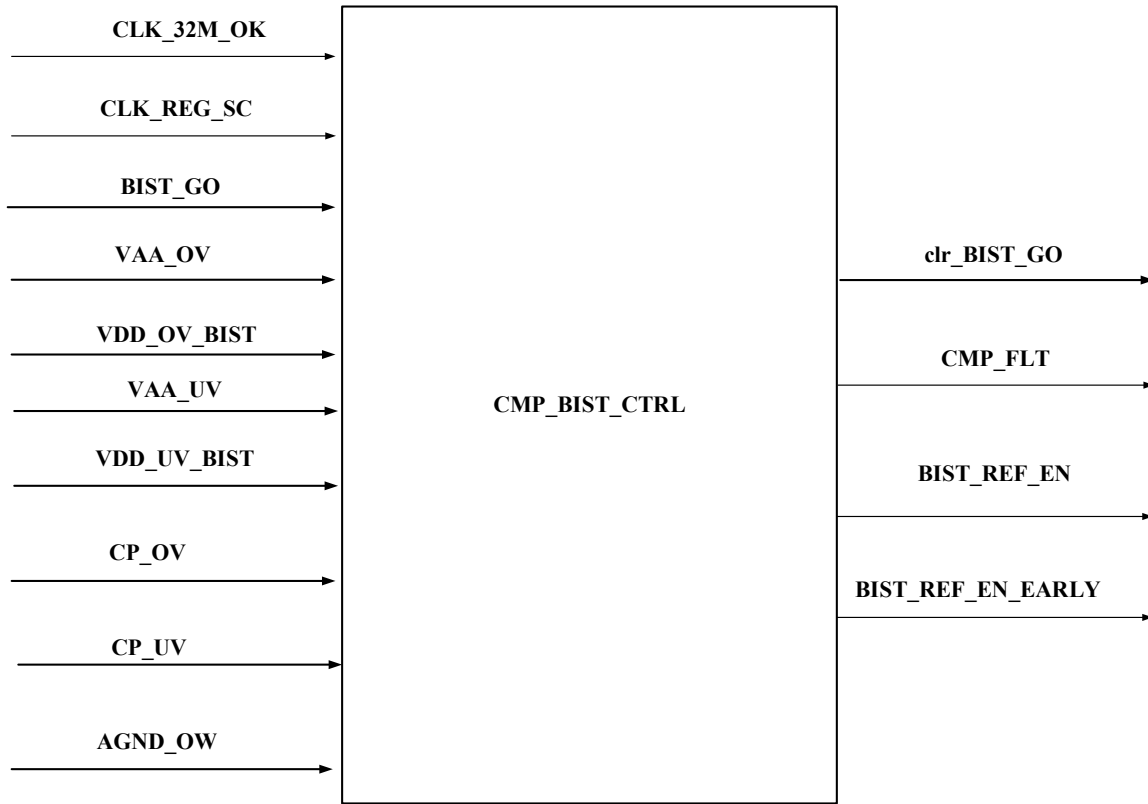 CLK_32M_OK
CLK_REG_SC
BIST_GO
VAA_OV
VDD_OV_BIST
VAA_UV
VDD_UV_BIST
CP_OV
CP_UV
AGND_OW
CMP_BIST_CTRL
clr_BIST_GO
CMP_FLT
BIST_REF_EN
BIST_REF_EN_EARLY